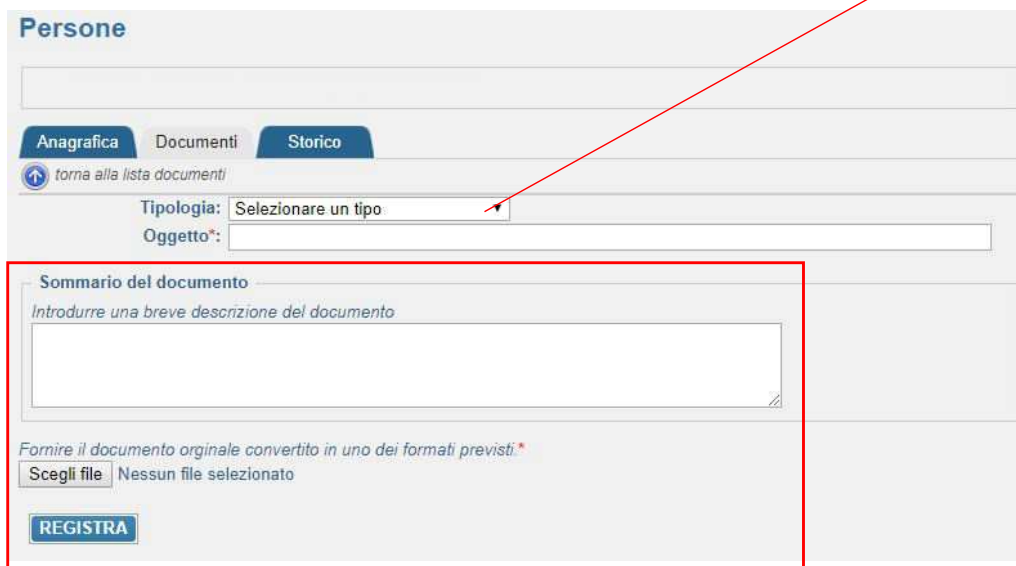 Persone
Anagrafica Documenti Storico
torna alla lista documenti
Tipologia: Selezionare un tipo
Oggetto*:
Sommario del documento
Introdurre una breve descrizione del documento
Fornire il documento orginale convertito in uno dei formati previsti.*
Scegli file Nessun file selezionato
REGISTRA